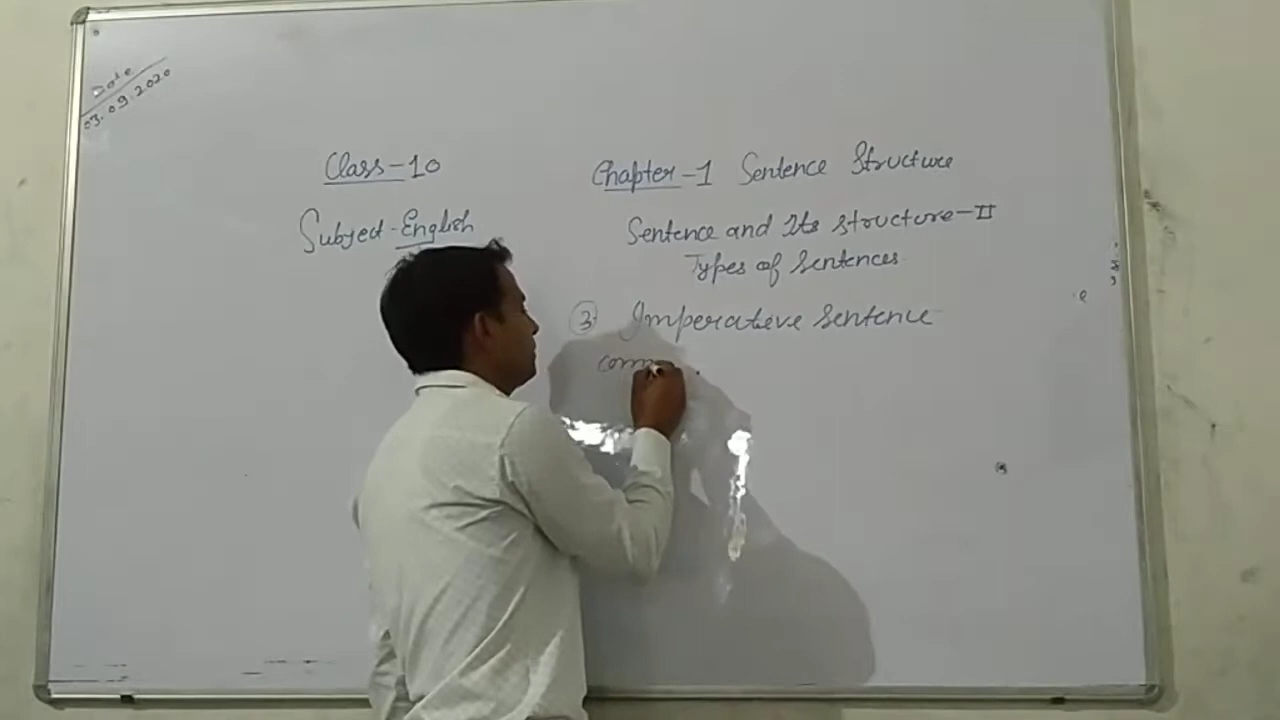 Date
03.09.2020
Class-10
Subject-English
Chapter-1 Sentence Structure
Sentence and Its structure-II
Types of Sentences
3. Imperative Sentence
comm